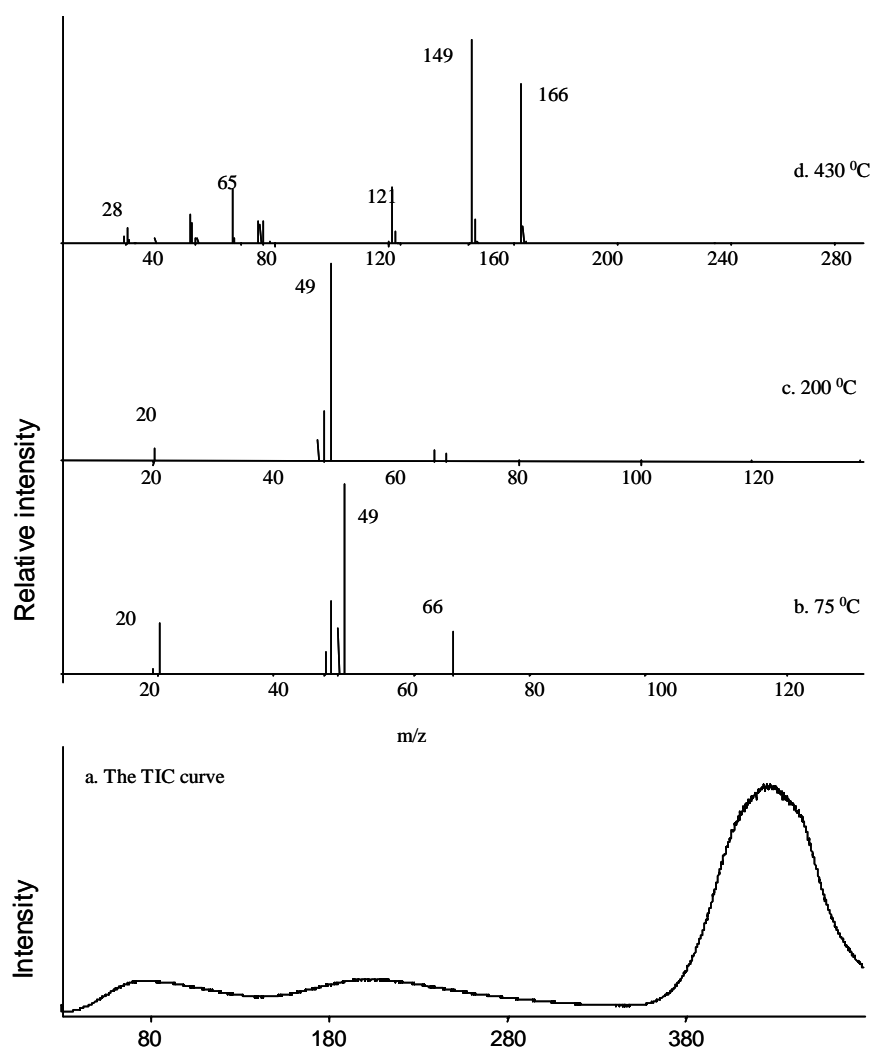 149
166
d. 430 ⁰C
65
121
28
40 80 120 160 200 240 280
49
c. 200 ⁰C
20
20 40 60 80 100 120
49
66
b. 75 ⁰C
20
20 40 60 80 100 120
Relative intensity
m/z
a. The TIC curve
Intensity
80 180 280 380